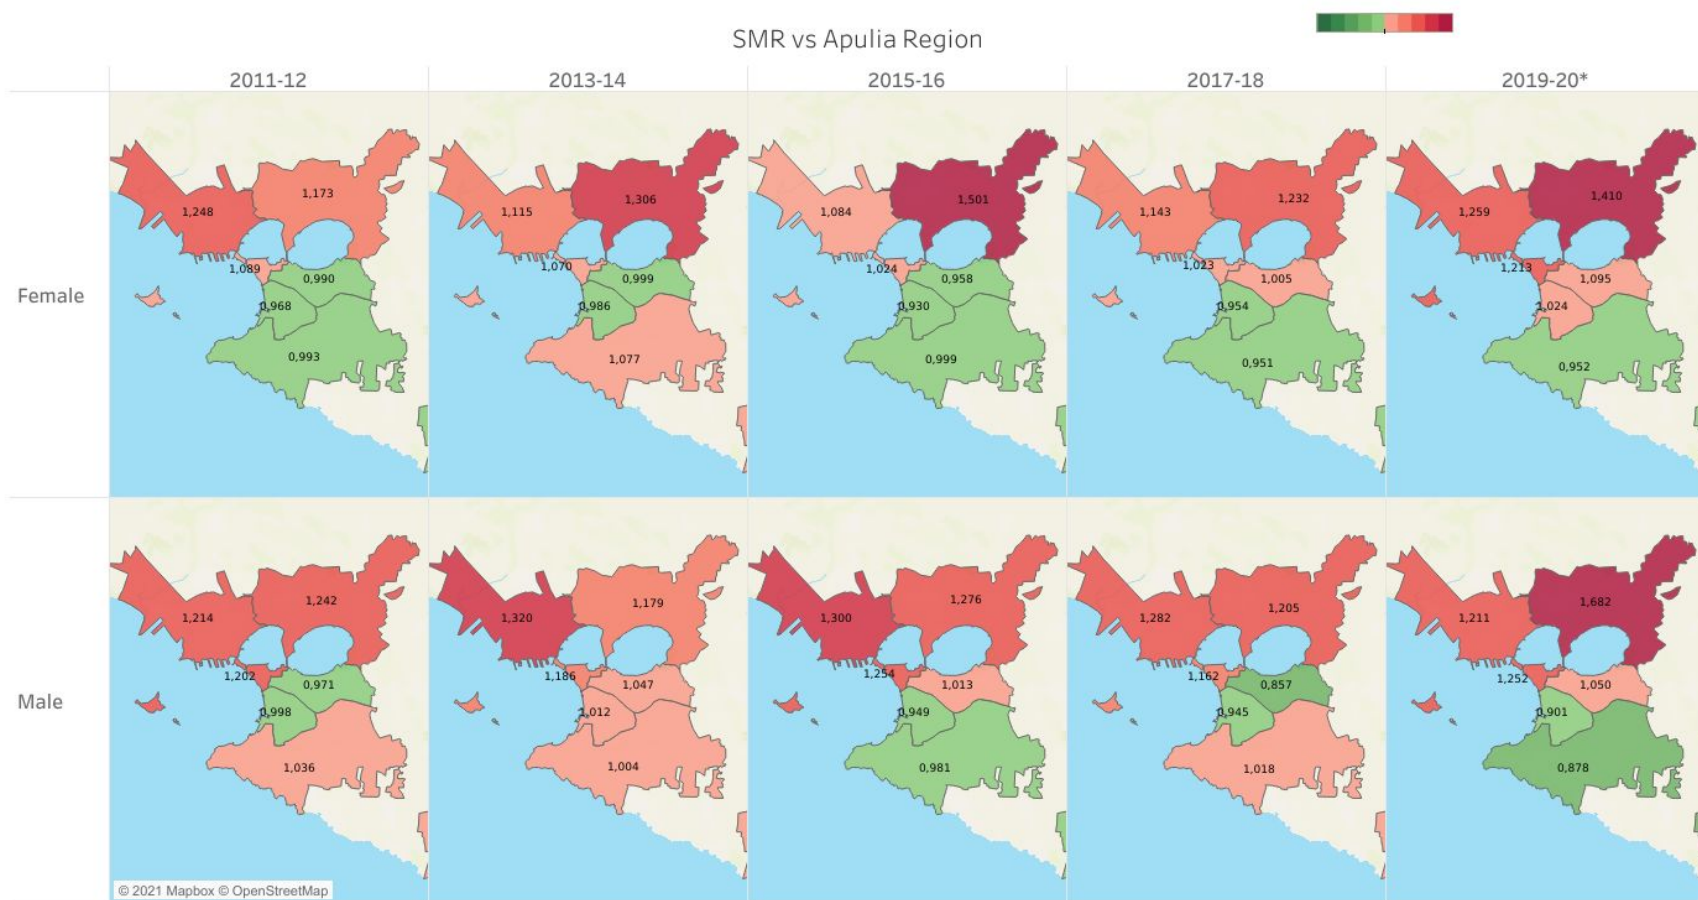 SMR vs Apulia Region
2011-12 2013-14 2015-16 2017-18 2019-20*
Female
1,248 1,173 1,089 0,990 0,968 0,993
1,115 1,306 1,070 0,999 0,986 1,077
1,084 1,501 1,024 0,958 0,930 0,999
1,143 1,232 1,023 1,005 0,954 0,951
1,259 1,410 1,213 1,095 1,024 0,952
Male
1,214 1,242 1,202 0,971 0,998 1,036
1,320 1,179 1,186 1,047 1,012 1,004
1,300 1,276 1,254 1,013 0,949 0,981
1,282 1,205 1,162 0,857 0,945 1,018
1,211 1,682 1,252 1,050 0,901 0,878
© 2021 Mapbox © OpenStreetMap